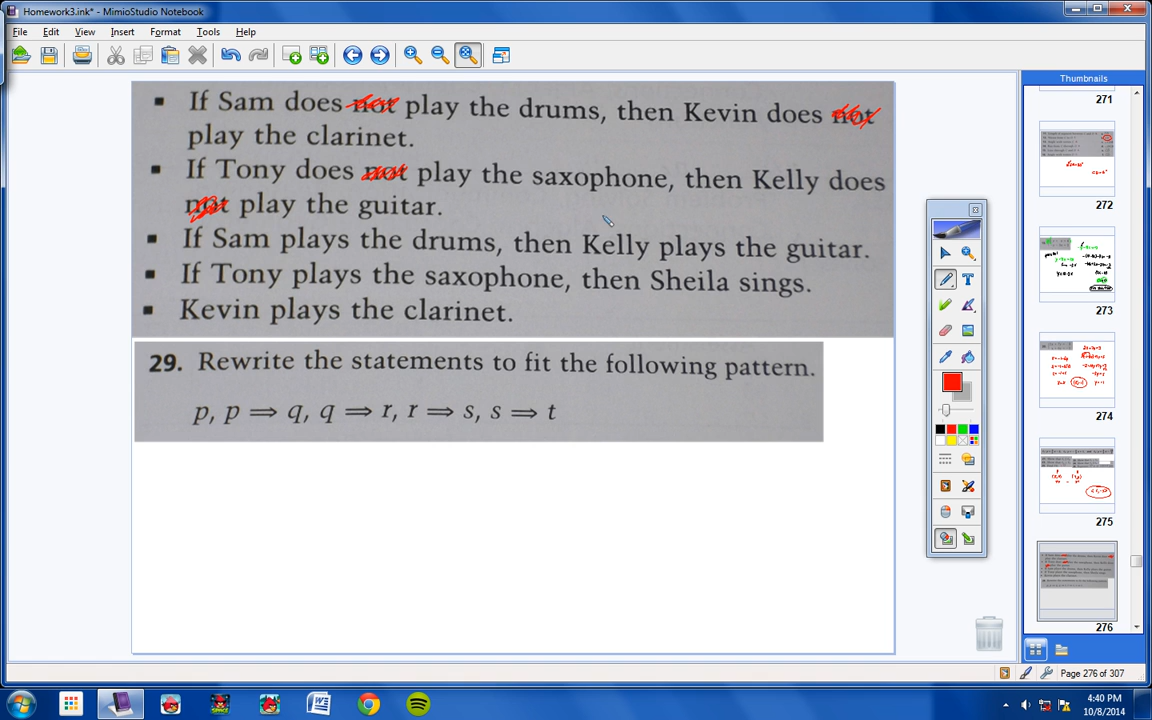 Homework3.ink* - MimioStudio Notebook
File Edit View Insert Format Tools Help
Thumbnails
▪ If Sam does not play the drums, then Kevin does not
play the clarinet.
▪ If Tony does not play the saxophone, then Kelly does
not play the guitar.
▪ If Sam plays the drums, then Kelly plays the guitar.
▪ If Tony plays the saxophone, then Sheila sings.
▪ Kevin plays the clarinet.
29. Rewrite the statements to fit the following pattern.
p, p ⟹ q, q ⟹ r, r ⟹ s, s ⟹ t
T
271
272
273
274
275
276
Page 276 of 307
W
4:40 PM
10/8/2014